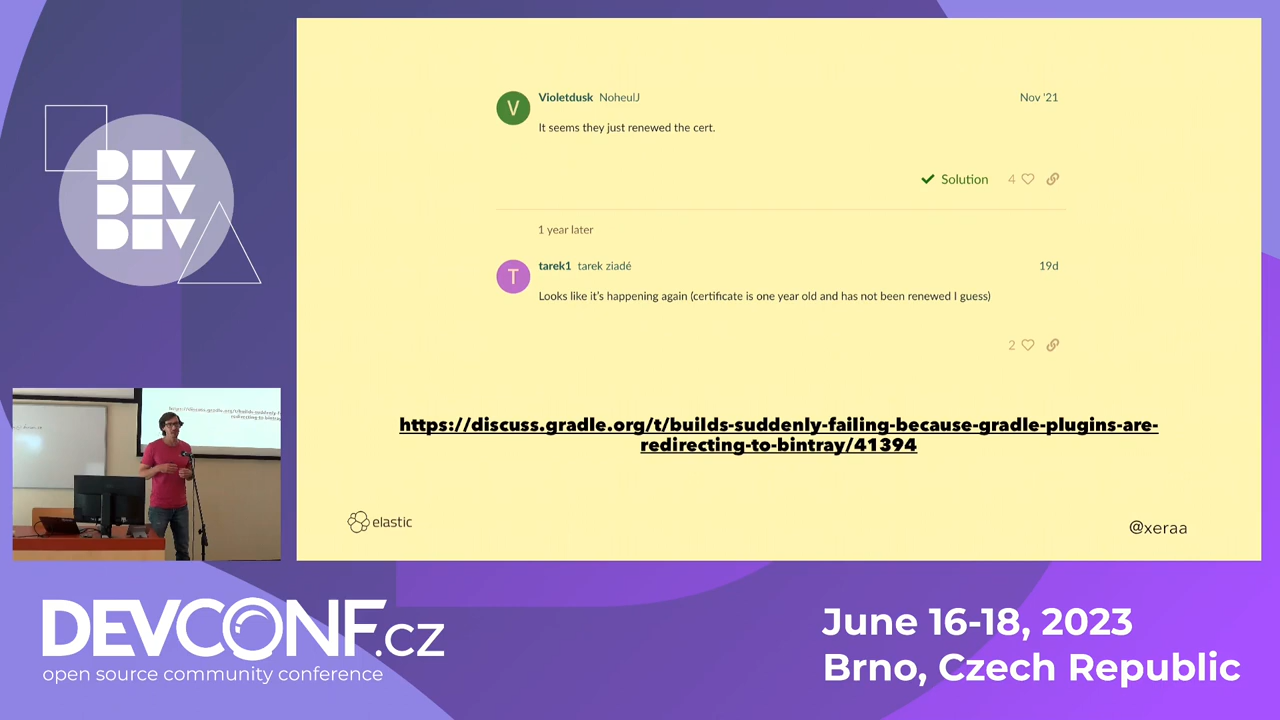 DEV
DEV
DEV
V
Violetdusk NoheulJ
Nov '21
It seems they just renewed the cert.
Solution
4
1 year later
T
tarek1 tarek ziadé
19d
Looks like it's happening again (certificate is one year old and has not been renewed I guess)
2
https://discuss.gradle.org/t/builds-suddenly-failing-because-gradle-plugins-are-
redirecting-to-bintray/41394
elastic
@xeraa
DEVCONF.cz
open source community conference
June 16-18, 2023
Brno, Czech Republic